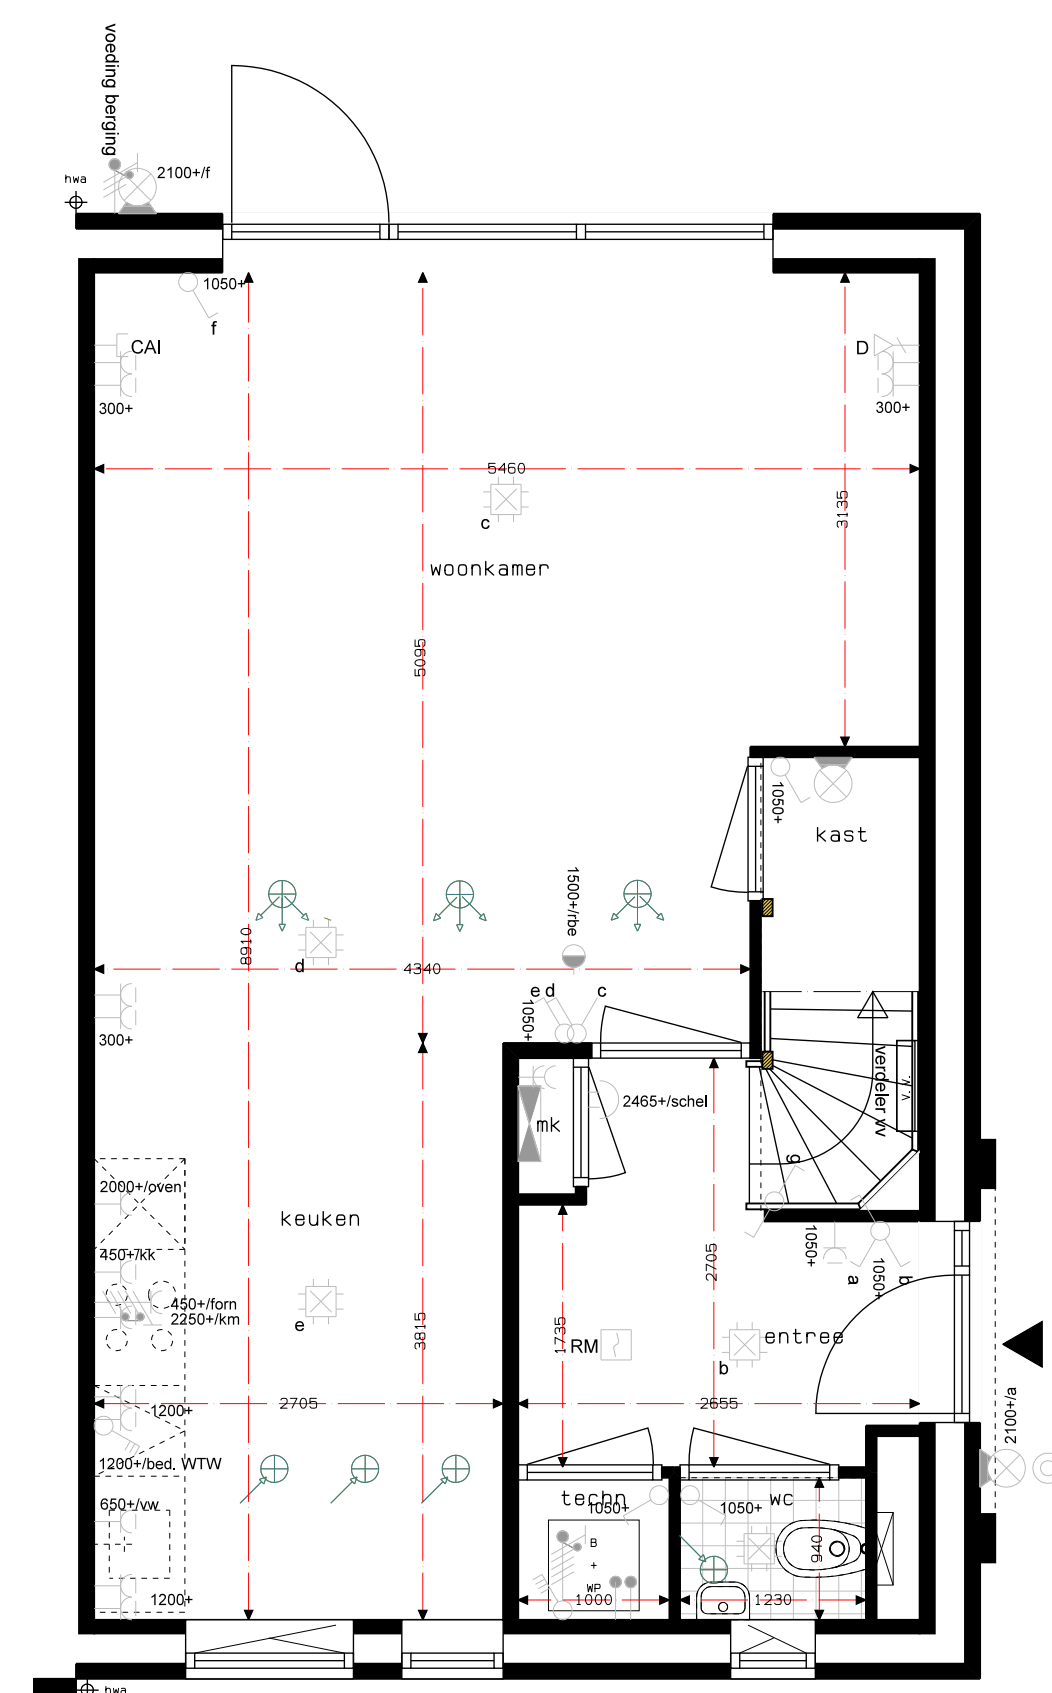 voeding berging
2100+/f
hwa
1050+
f
CAI
D
300+
300+
5460
3135
c
woonkamer
5095
1050+
kast
1500+/rbe
8910
d
4340
e d
c
1050+
300+
verdeler vv
v.v.
2465+/schel
mk
g
2000+/oven
keuken
450+/kk
1050+
a
1050+
b
2705
450+/forn
2250+/km
e
3815
1735
RM
b
entree
2705
1200+
2655
2100+/a
1200+/bed. WTW
650+/vw
techn
1050+
1050+
wc
B
+
WP
940
1200+
1000
1230
hwa